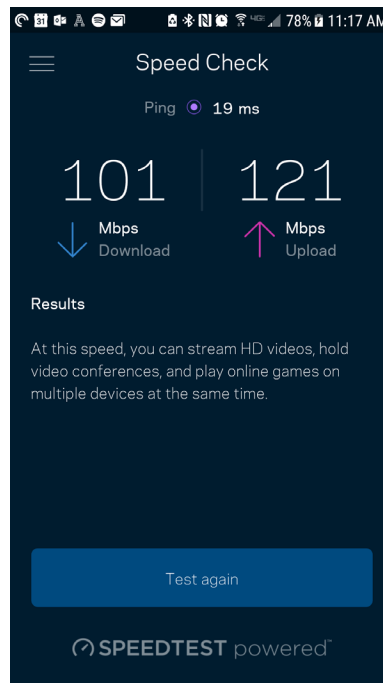 31 78% 11:17 AM
Speed Check
Ping 19 ms
101 121
Mbps Mbps
Download Upload
Results
At this speed, you can stream HD videos, hold
video conferences, and play online games on
multiple devices at the same time.
Test again
SPEEDTEST powered™